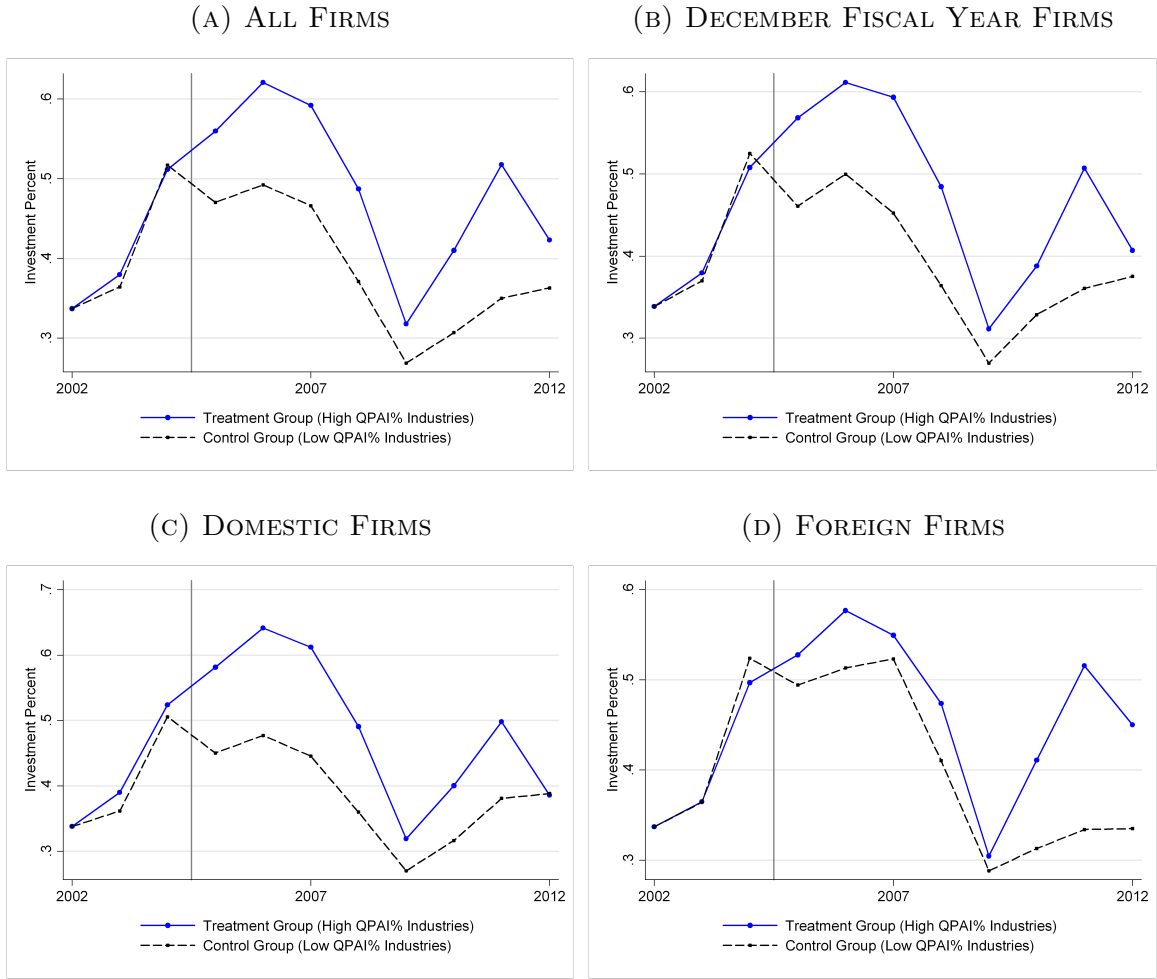 (A) ALL FIRMS
Investment Percent
.6
.5
.4
.3
2002 2007 2012
Treatment Group (High QPAI% Industries)
Control Group (Low QPAI% Industries)
(B) DECEMBER FISCAL YEAR FIRMS
Investment Percent
.6
.5
.4
.3
2002 2007 2012
Treatment Group (High QPAI% Industries)
Control Group (Low QPAI% Industries)
(C) DOMESTIC FIRMS
Investment Percent
.7
.6
.5
.4
.3
2002 2007 2012
Treatment Group (High QPAI% Industries)
Control Group (Low QPAI% Industries)
(D) FOREIGN FIRMS
Investment Percent
.6
.5
.4
.3
2002 2007 2012
Treatment Group (High QPAI% Industries)
Control Group (Low QPAI% Industries)